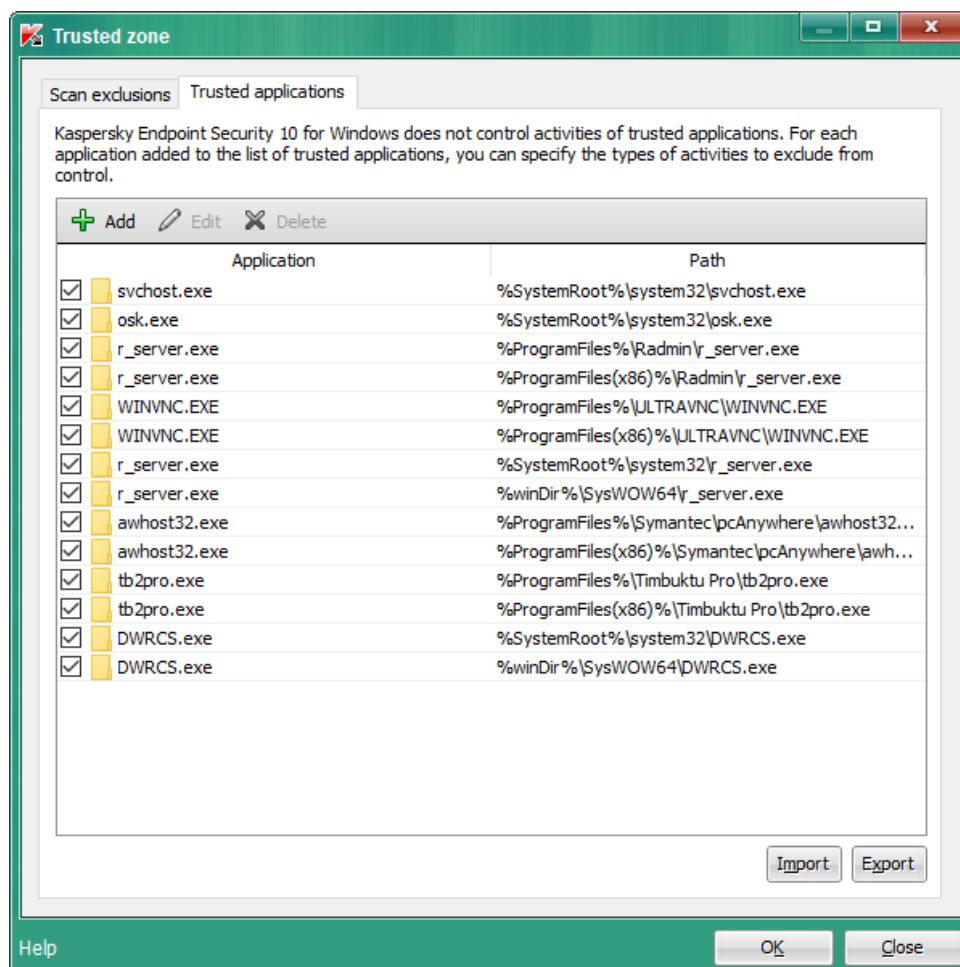 Trusted zone
Scan exclusions Trusted applications
Kaspersky Endpoint Security 10 for Windows does not control activities of trusted applications. For each
application added to the list of trusted applications, you can specify the types of activities to exclude from
control.
Add Edit Delete
Application Path
svchost.exe %SystemRoot%\system32\svchost.exe
osk.exe %SystemRoot%\system32\osk.exe
r_server.exe %ProgramFiles%\Radmin\r_server.exe
r_server.exe %ProgramFiles(x86)%\Radmin\r_server.exe
WINVNC.EXE %ProgramFiles%\ULTRAVNC\WINVNC.EXE
WINVNC.EXE %ProgramFiles(x86)%\ULTRAVNC\WINVNC.EXE
r_server.exe %SystemRoot%\system32\r_server.exe
r_server.exe %winDir%\SysWOW64\r_server.exe
awhost32.exe %ProgramFiles%\Symantec\pcAnywhere\awhost32...
awhost32.exe %ProgramFiles(x86)%\Symantec\pcAnywhere\awh...
tb2pro.exe %ProgramFiles%\Timbuktu Pro\tb2pro.exe
tb2pro.exe %ProgramFiles(x86)%\Timbuktu Pro\tb2pro.exe
DWRCS.exe %SystemRoot%\system32\DWRCS.exe
DWRCS.exe %winDir%\SysWOW64\DWRCS.exe
Import Export
Help OK Close